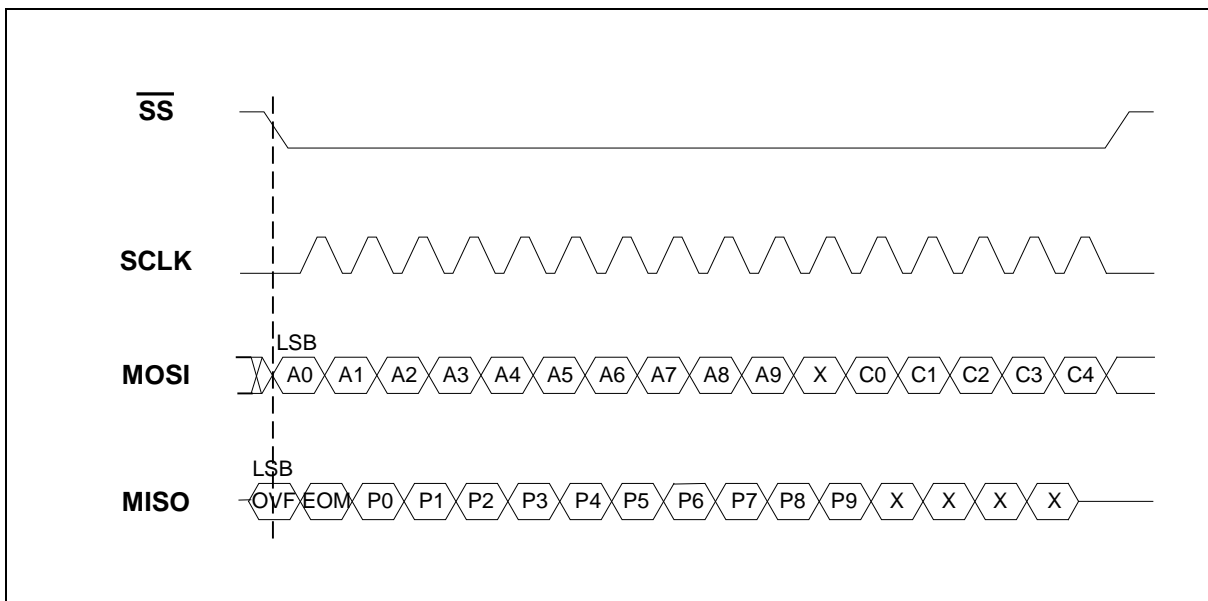 SS
SCLK
LSB
MOSI A0 A1 A2 A3 A4 A5 A6 A7 A8 A9 X C0 C1 C2 C3 C4
LSB
MISO OVF EOM P0 P1 P2 P3 P4 P5 P6 P7 P8 P9 X X X X